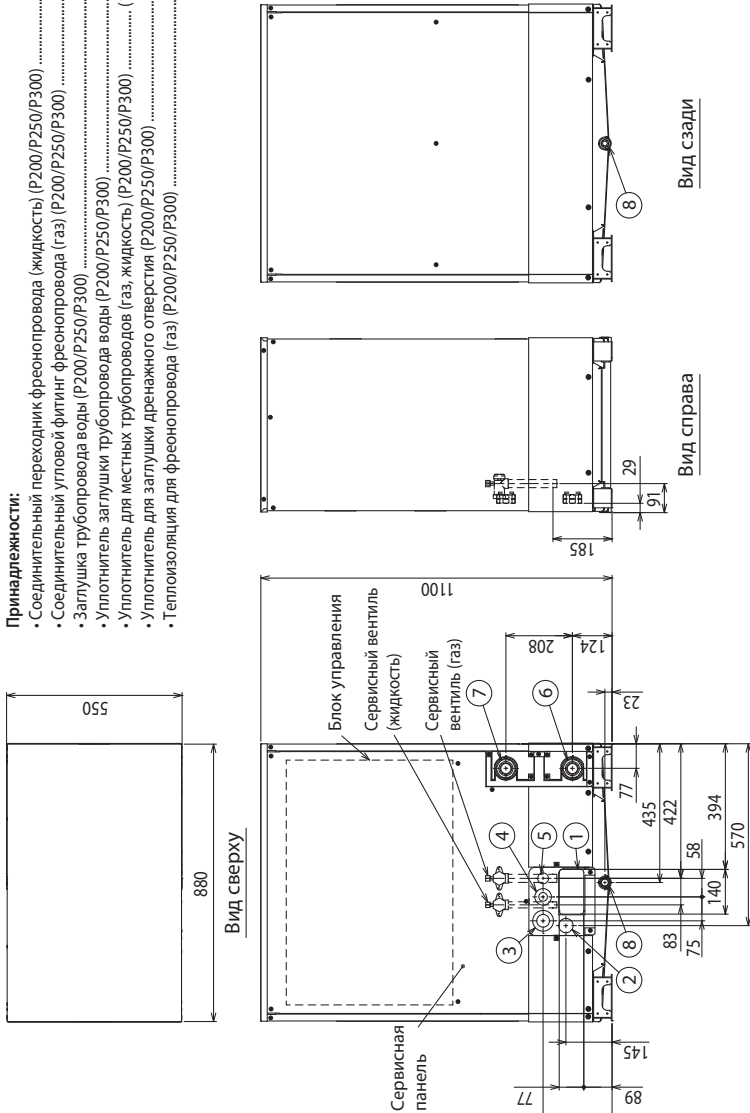 Принадлежности:
• Соединительный переходник фреонопровода (жидкость) (P200/P250/P300)
• Соединительный угловой фитинг фреонопровода (газ) (P200/P250/P300)
• Заглушка трубопровода воды (P200/P250/P300)
• Уплотнитель заглушки трубопровода воды (P200/P250/P300)
• Уплотнитель для местных трубопроводов (газ, жидкость) (P200/P250/P300) (
• Уплотнитель для заглушки дренажного отверстия (P200/P250/P300)
• Теплоизоляция для фреонопровода (газ) (P200/P250/P300)
550
880
Вид сверху
1100
Блок управления
Сервисный вентиль
(жидкость)
Сервисный
вентиль (газ)
Сервисная
панель
7
6
4
5
1
3
2
8
208
124
23
77
435
422
394
58
570
140
83
75
145
77
89
185
29
91
Вид справа
8
Вид сзади